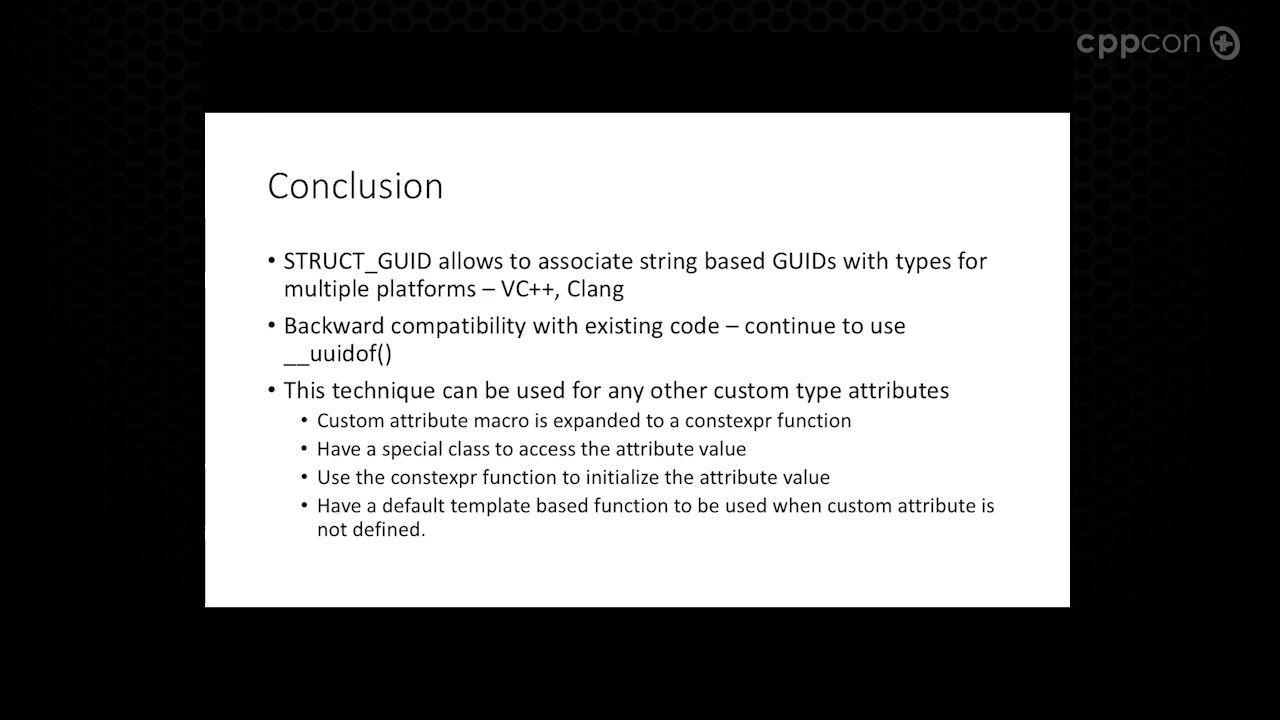 cppcon
Conclusion
• STRUCT_GUID allows to associate string based GUIDs with types for
multiple platforms – VC++, Clang
• Backward compatibility with existing code – continue to use
__uuidof()
• This technique can be used for any other custom type attributes
• Custom attribute macro is expanded to a constexpr function
• Have a special class to access the attribute value
• Use the constexpr function to initialize the attribute value
• Have a default template based function to be used when custom attribute is
not defined.